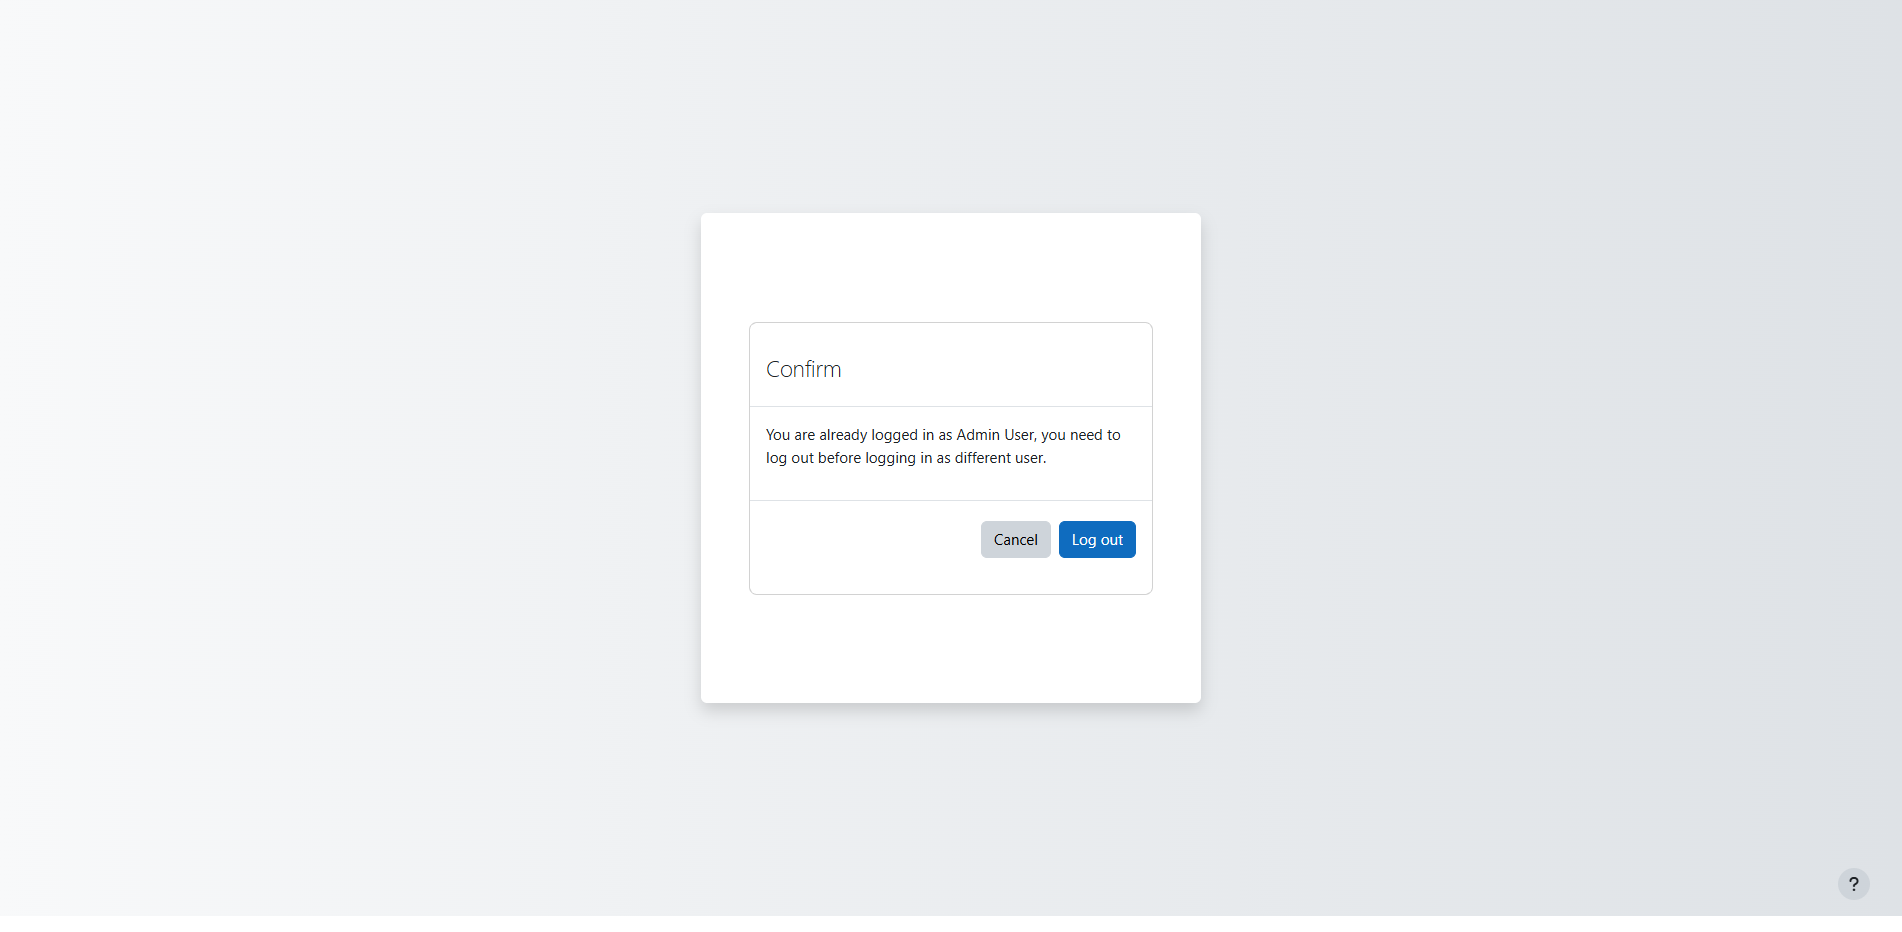 Confirm
You are already logged in as Admin User, you need to
log out before logging in as different user.
Cancel
Log out
?